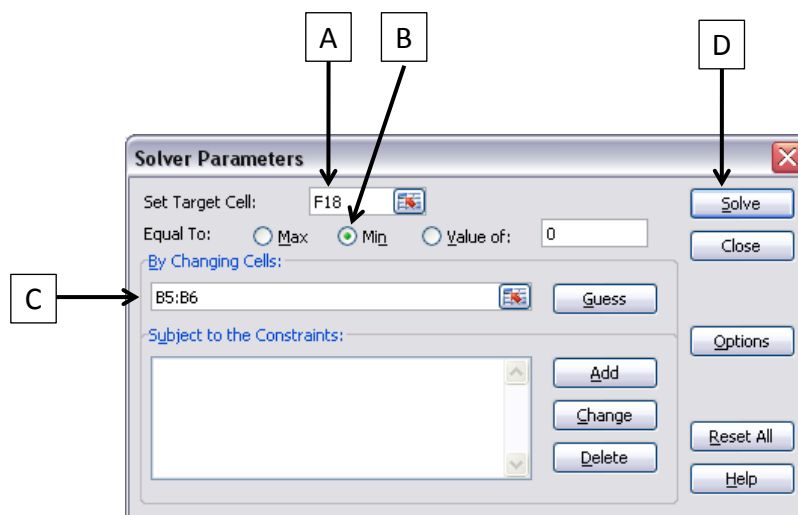 A
B
D
Solver Parameters
Set Target Cell:
F18
Solve
Equal To:
Max
Min
Value of:
0
Close
By Changing Cells:
C
B5:B6
Guess
Subject to the Constraints:
Options
Add
Change
Reset All
Delete
Help